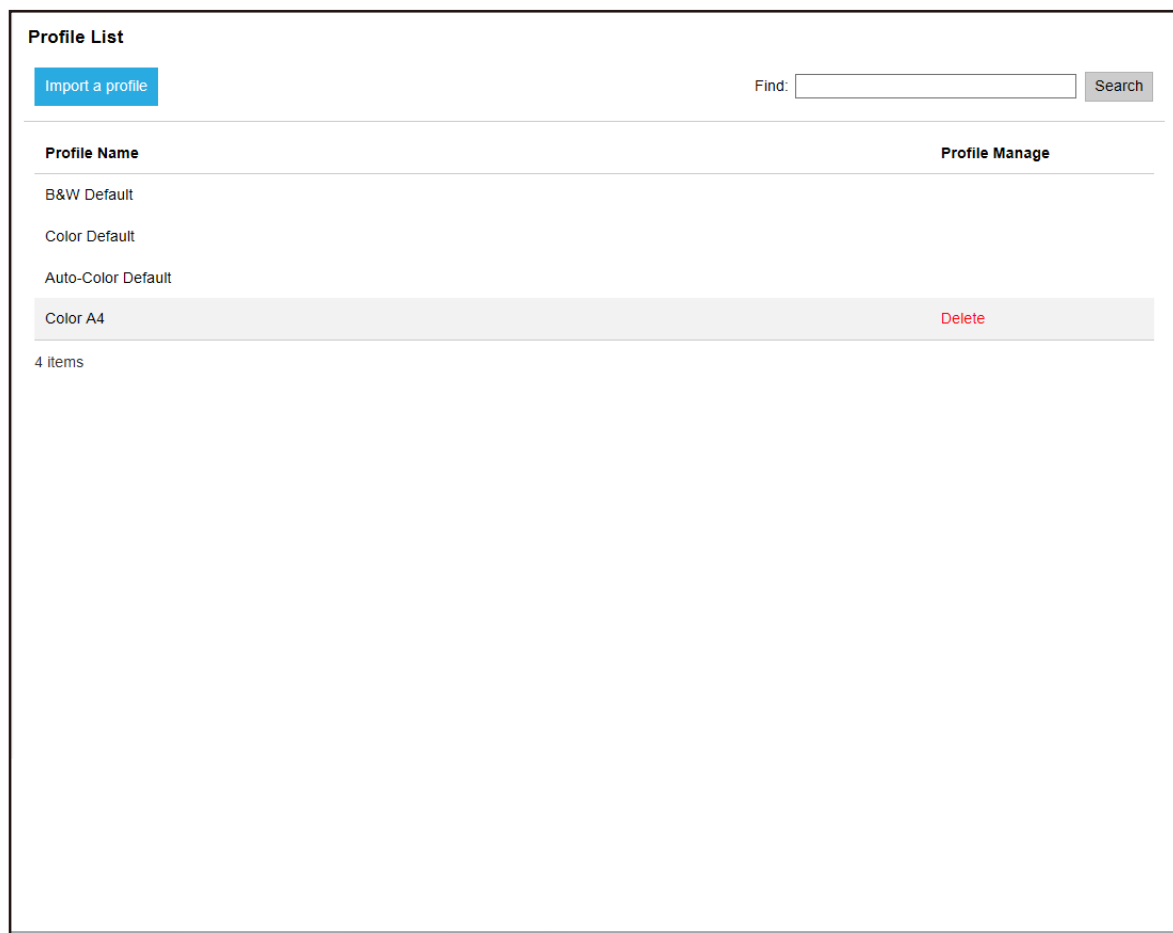 Profile List
Import a profile
Find:
Search
Profile Name
Profile Manage
B&W Default
Color Default
Auto-Color Default
Color A4
Delete
4 items